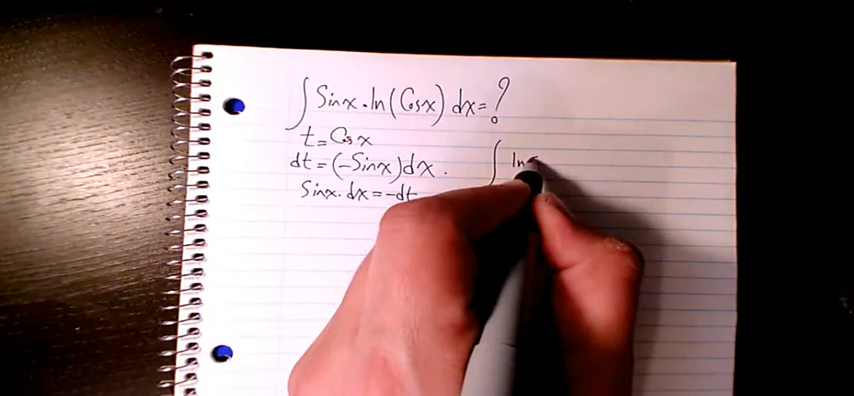 ∫ Sinx · ln(Cosx) dx = ?
t = Cosx
dt = (-Sinx)dx .
∫ ln
Sinx · dx = -dt